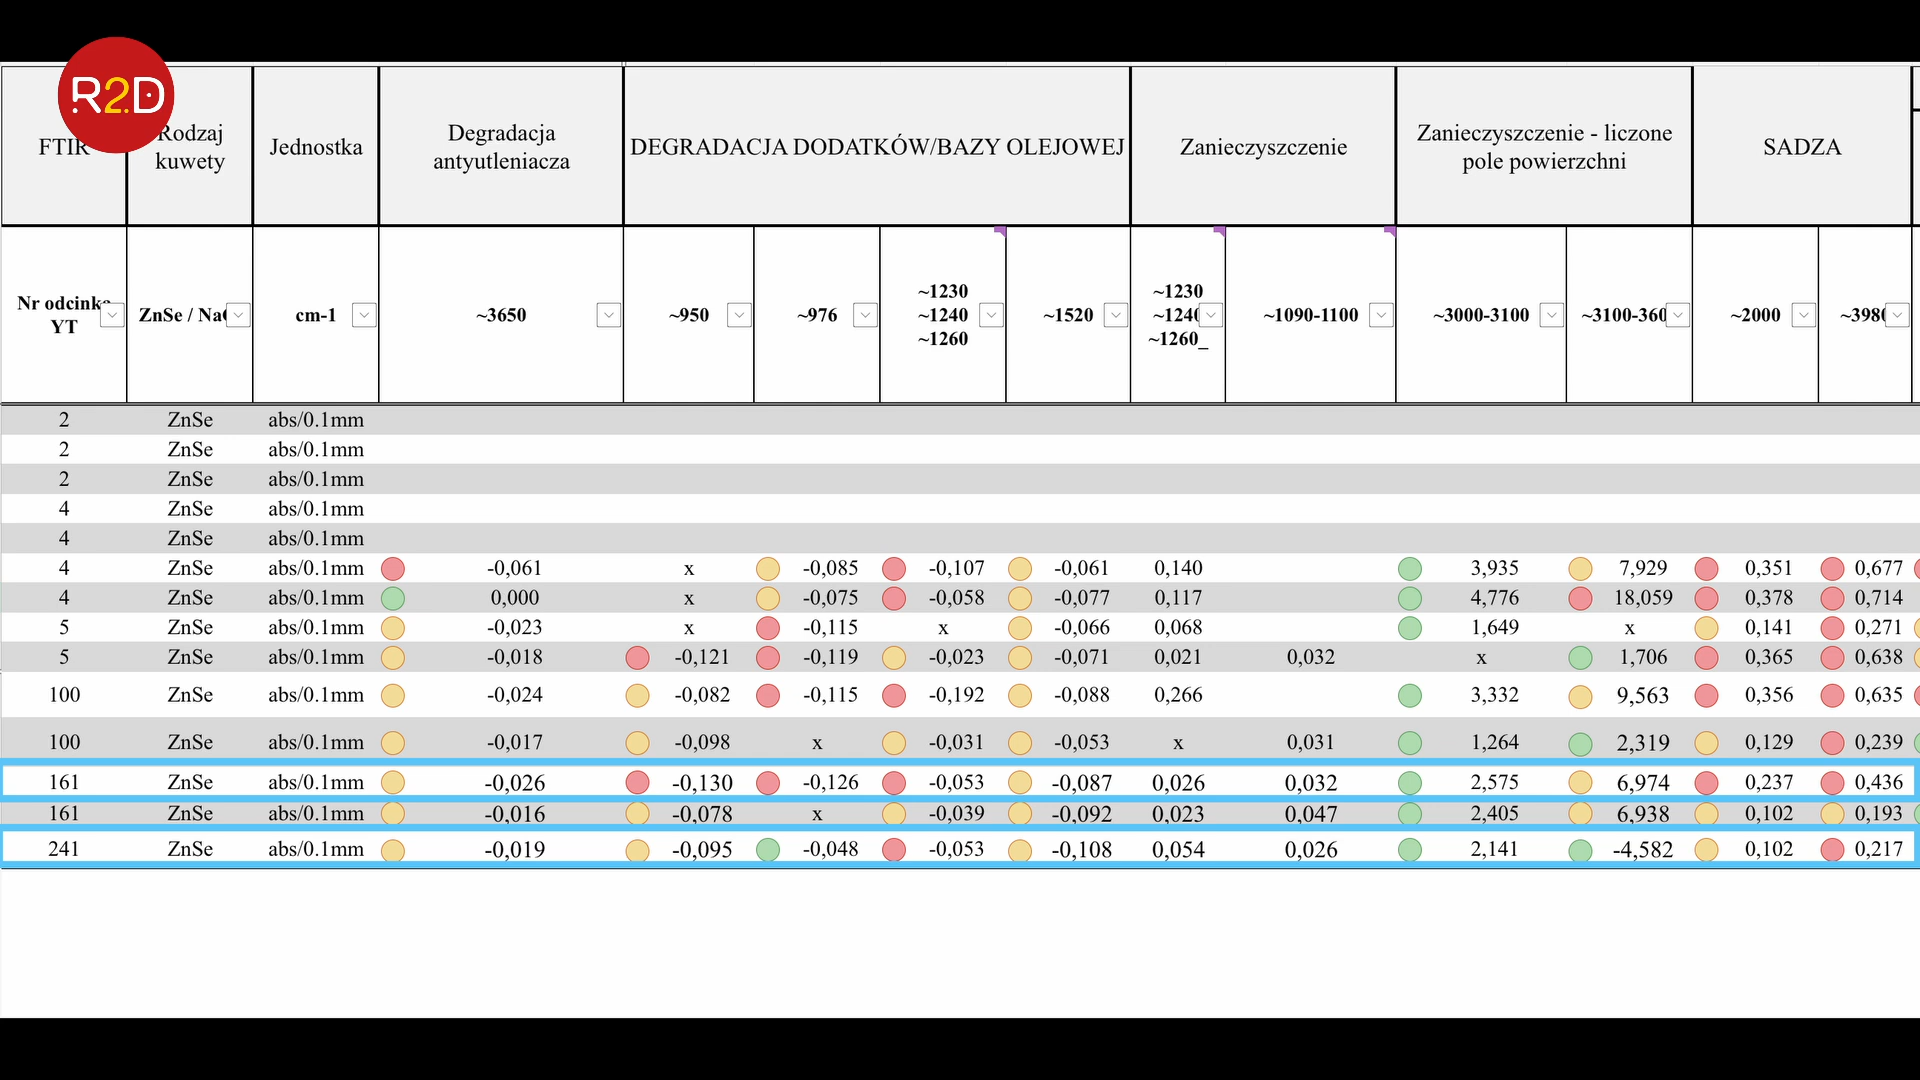 R2D
FTIR
Rodzaj
kuwety
Jednostka
Degradacja
antyutleniacza
DEGRADACJA DODATKÓW/BAZY OLEJOWEJ
Zanieczyszczenie
Zanieczyszczenie - liczone
pole powierzchni
SADZA
Nr odcinka
YT
ZnSe / Na
cm-1
~3650
~950
~976
~1230
~1240
~1260
~1520
~1230
~1240
~1260_
~1090-1100
~3000-3100
~3100-360
~2000
~3980
2 ZnSe abs/0.1mm
2 ZnSe abs/0.1mm
2 ZnSe abs/0.1mm
4 ZnSe abs/0.1mm
4 ZnSe abs/0.1mm
4 ZnSe abs/0.1mm -0,061 x -0,085 -0,107 -0,061 0,140 3,935 7,929 0,351 0,677
4 ZnSe abs/0.1mm 0,000 x -0,075 -0,058 -0,077 0,117 4,776 18,059 0,378 0,714
5 ZnSe abs/0.1mm -0,023 x -0,115 x -0,066 0,068 1,649 x 0,141 0,271
5 ZnSe abs/0.1mm -0,018 -0,121 -0,119 -0,023 -0,071 0,021 0,032 x 1,706 0,365 0,638
100 ZnSe abs/0.1mm -0,024 -0,082 -0,115 -0,192 -0,088 0,266 3,332 9,563 0,356 0,635
100 ZnSe abs/0.1mm -0,017 -0,098 x -0,031 -0,053 x 0,031 1,264 2,319 0,129 0,239
161 ZnSe abs/0.1mm -0,026 -0,130 -0,126 -0,053 -0,087 0,026 0,032 2,575 6,974 0,237 0,436
161 ZnSe abs/0.1mm -0,016 -0,078 x -0,039 -0,092 0,023 0,047 2,405 6,938 0,102 0,193
241 ZnSe abs/0.1mm -0,019 -0,095 -0,048 -0,053 -0,108 0,054 0,026 2,141 -4,582 0,102 0,217